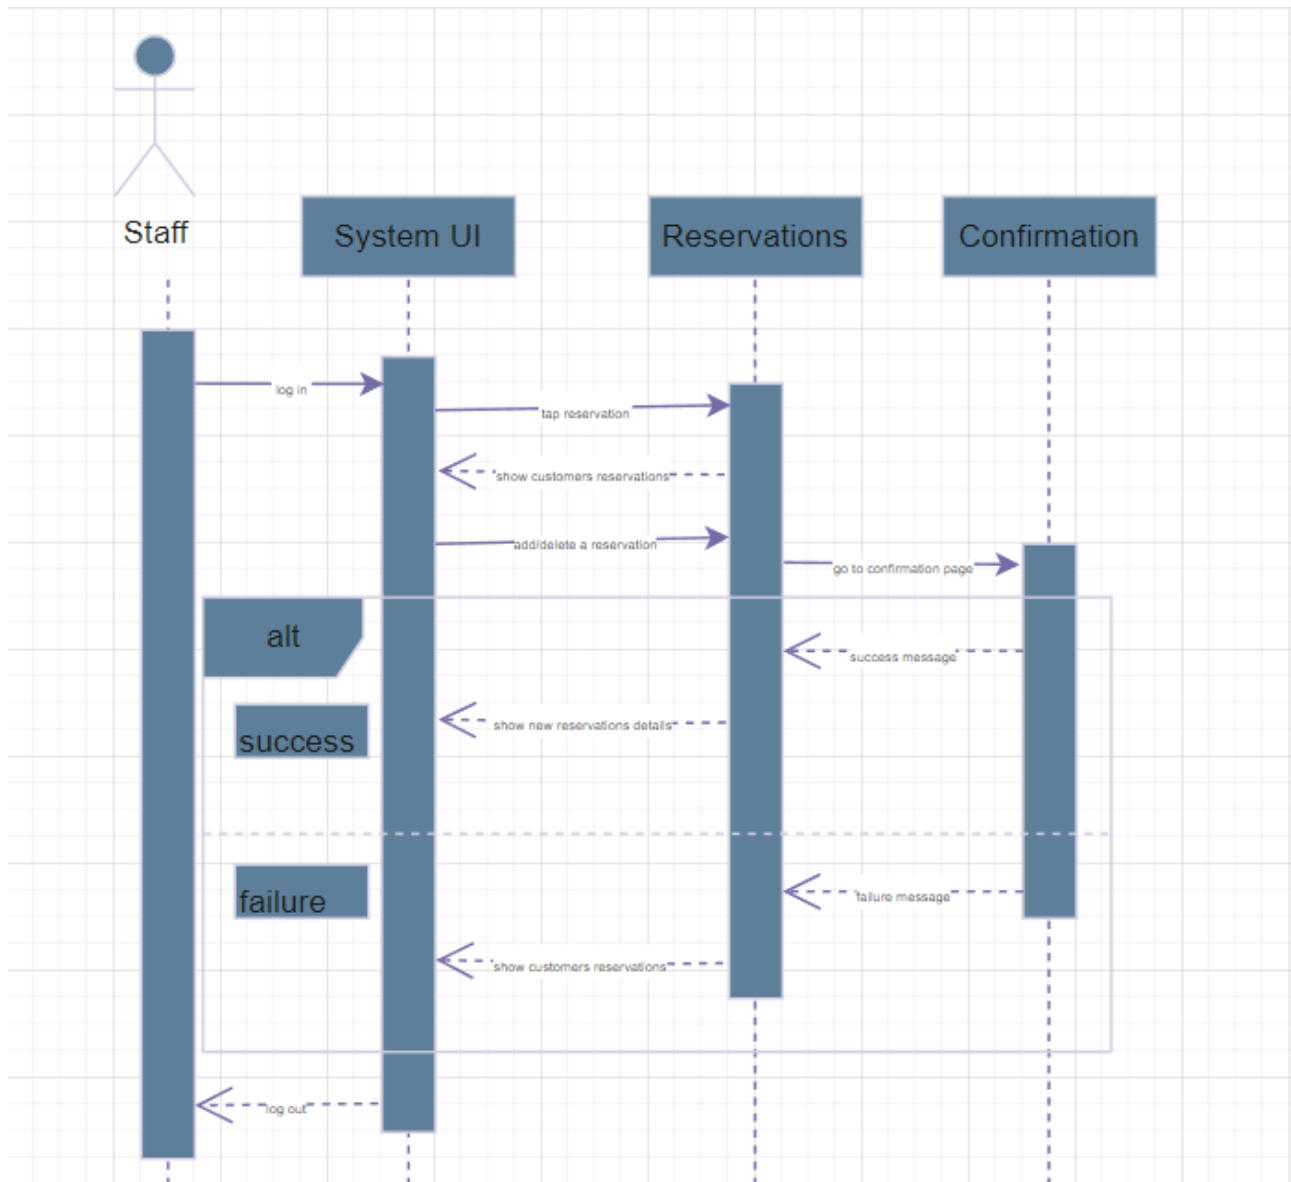 Staff
System UI
Reservations
Confirmation
log in
tap reservation
show customers reservations
add/delete a reservation
go to confirmation page
alt
success message
show new reservations details
success
failure
failure message
show customers reservations
log out